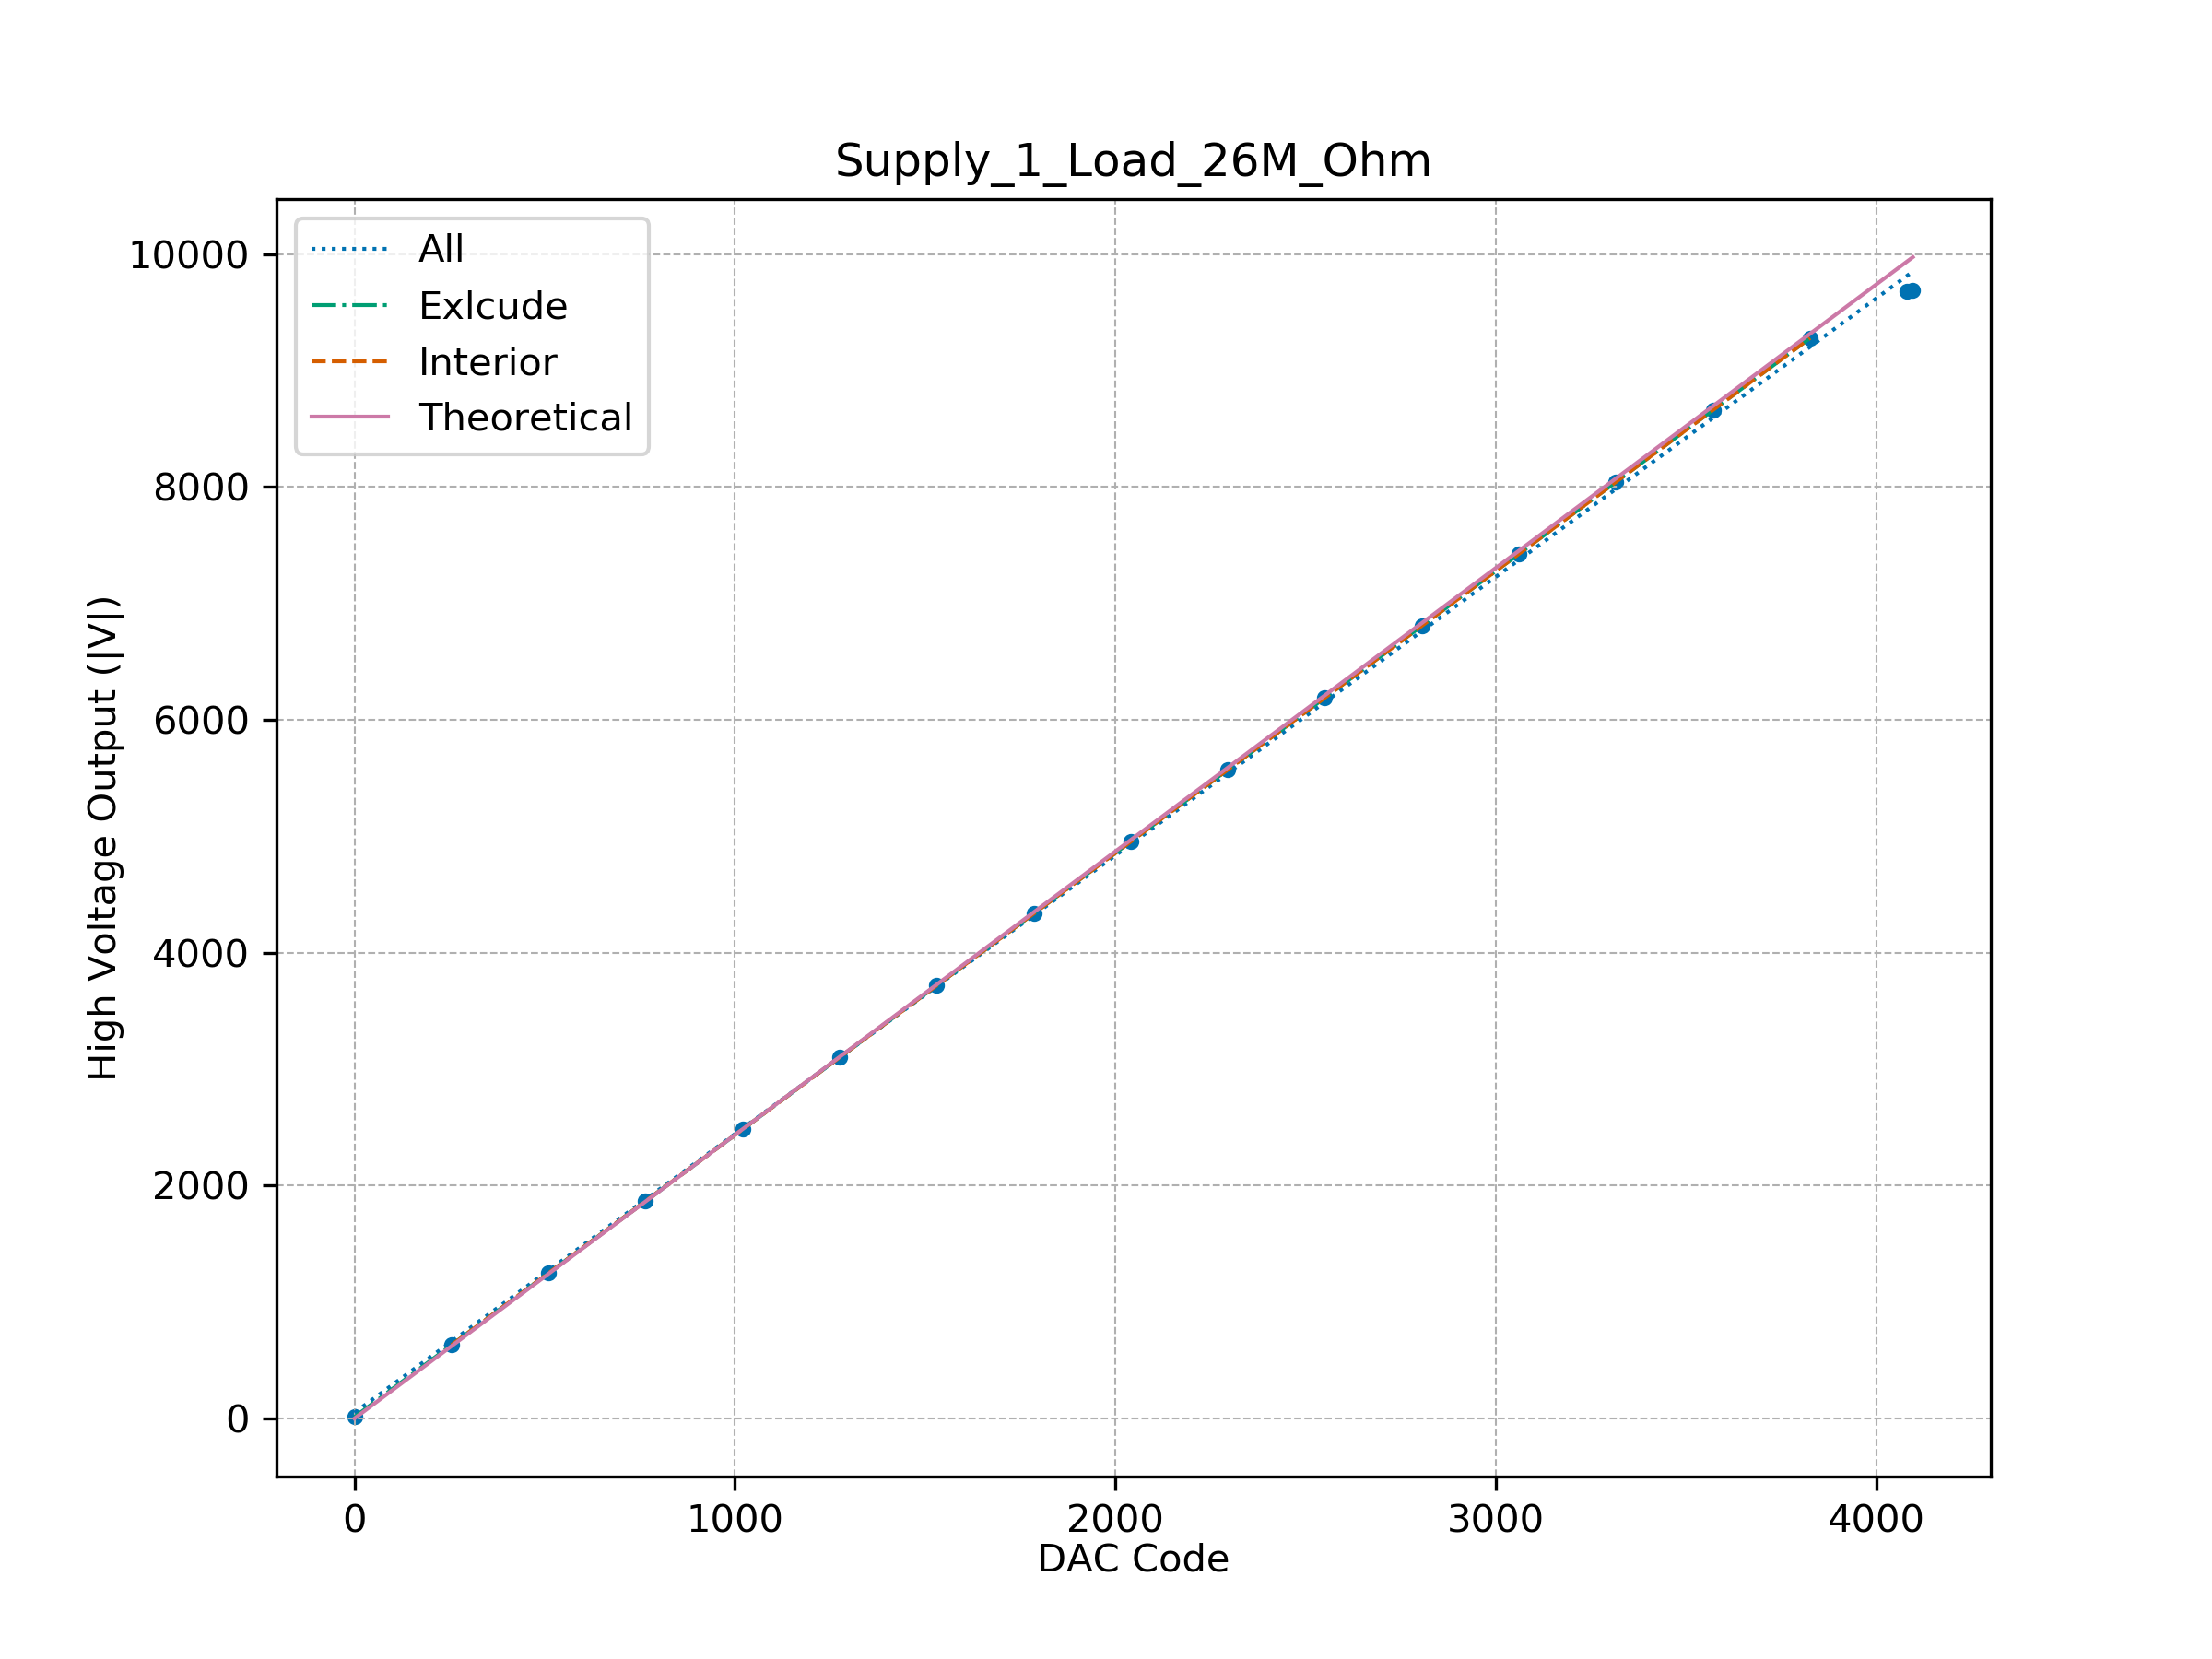 Supply_1_Load_26M_Ohm
All
Exlcude
Interior
Theoretical
10000
8000
6000
4000
2000
0
High Voltage Output (|V|)
0 1000 2000 3000 4000
DAC Code